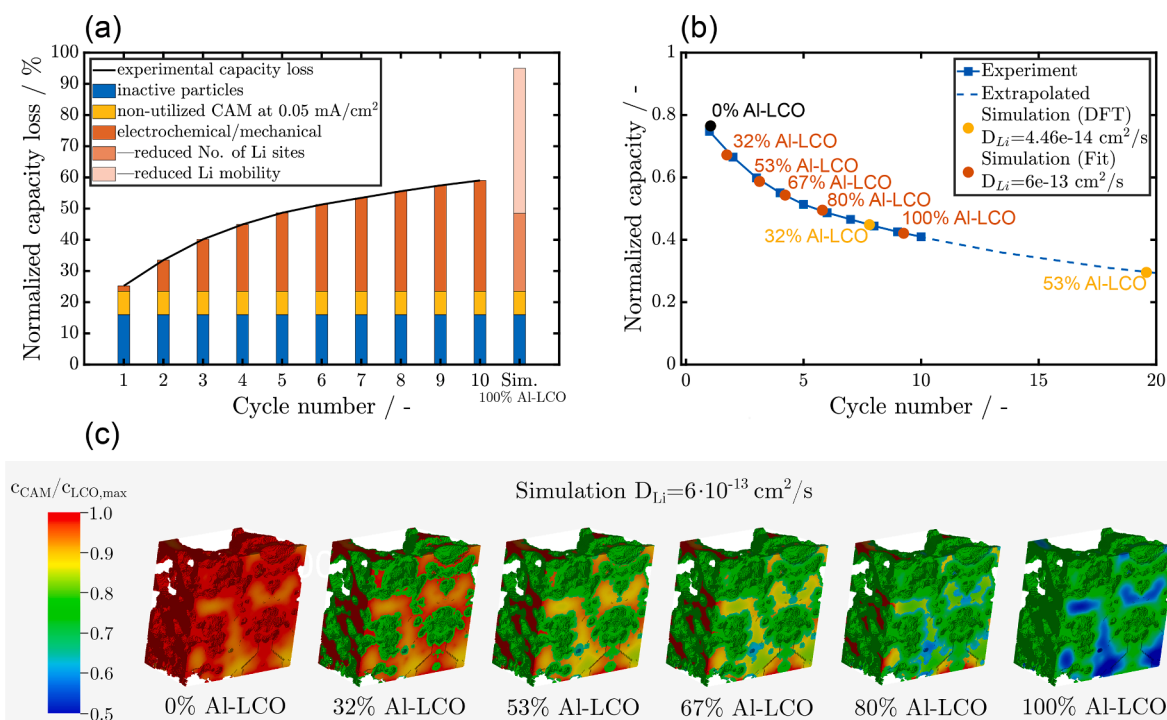 (a)
Normalized capacity loss / %
100
90
80
70
60
50
40
30
20
10
0
experimental capacity loss
inactive particles
non-utilized CAM at 0.05 mA/cm²
electrochemical/mechanical
—reduced No. of Li sites
—reduced Li mobility
1 2 3 4 5 6 7 8 9 10 Sim.
100% Al-LCO
Cycle number / -
(b)
Normalized capacity / -
1
0.8
0.6
0.4
0.2
0
Experiment
Extrapolated
Simulation (DFT)
D_Li=4.46e-14 cm²/s
Simulation (Fit)
D_Li=6e-13 cm²/s
0% Al-LCO
32% Al-LCO
53% Al-LCO
67% Al-LCO
80% Al-LCO
100% Al-LCO
32% Al-LCO
53% Al-LCO
0 5 10 15 20
Cycle number / -
(c)
c_CAM/c_LCO,max
Simulation D_Li=6·10⁻¹³ cm²/s
1.0
0.9
0.8
0.7
0.6
0.5
0% Al-LCO 32% Al-LCO 53% Al-LCO 67% Al-LCO 80% Al-LCO 100% Al-LCO